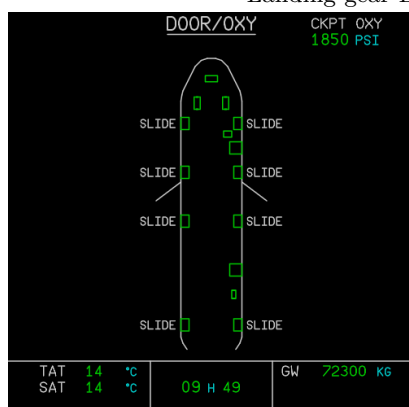 DOOR/OXY CKPT OXY
1850 PSI
SLIDE SLIDE
SLIDE SLIDE
SLIDE SLIDE
SLIDE SLIDE
TAT 14 °C GW 72300 KG
SAT 14 °C 09 H 49